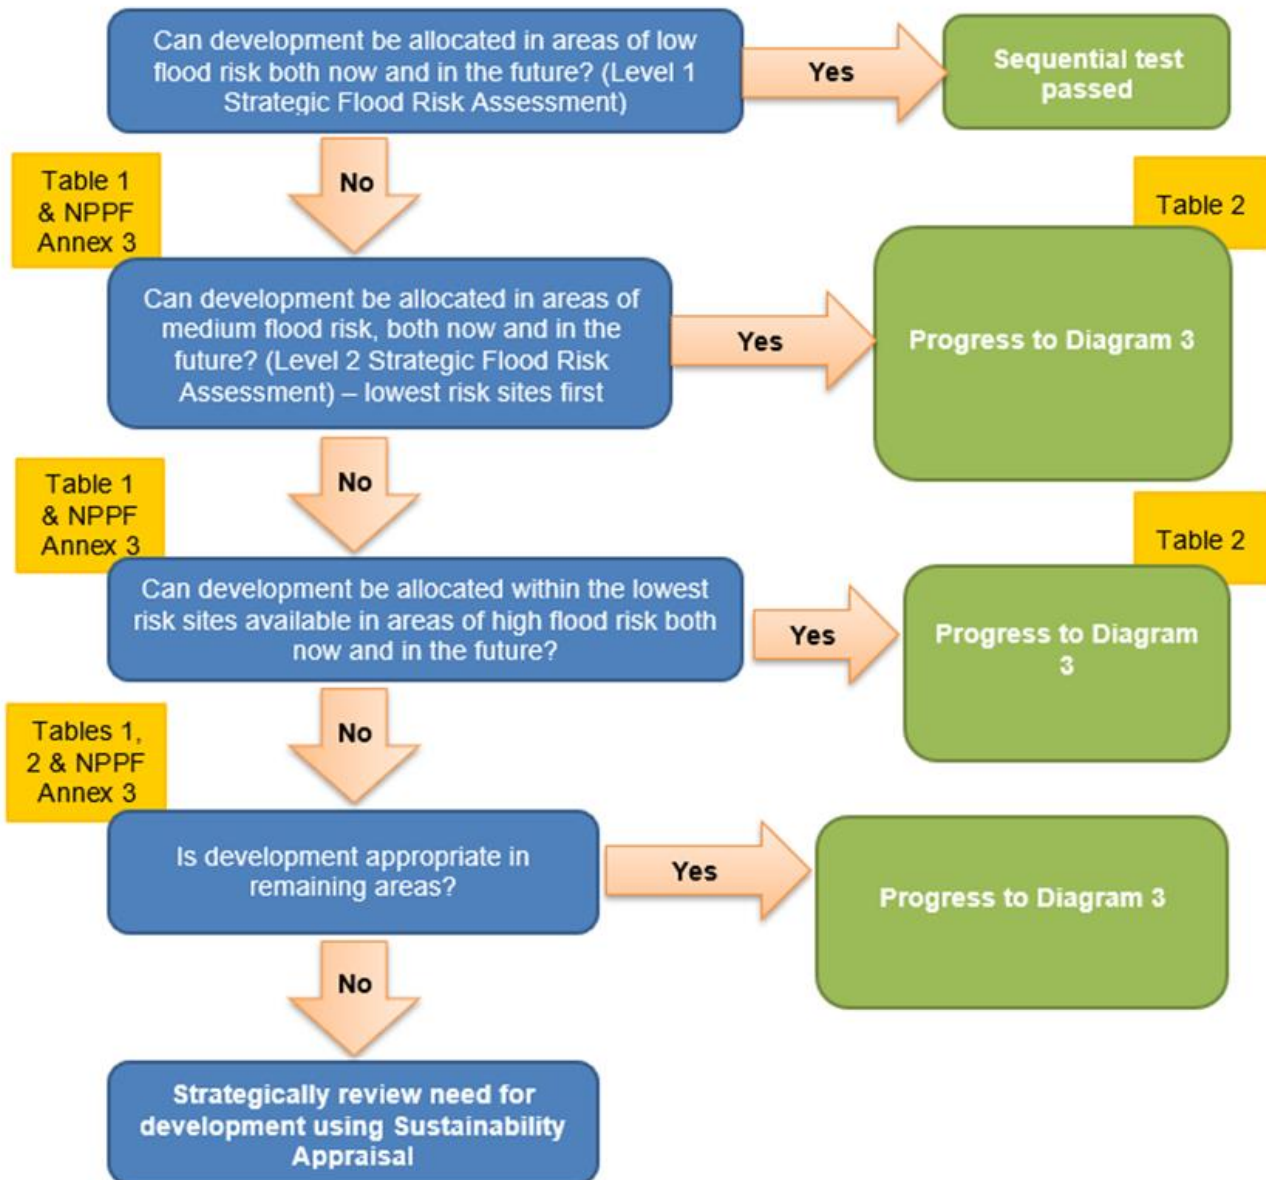 Can development be allocated in areas of low
flood risk both now and in the future? (Level 1
Strategic Flood Risk Assessment)
Yes
Sequential test
passed
No
Table 1
& NPPF
Annex 3
Table 2
Can development be allocated in areas of
medium flood risk, both now and in the
future? (Level 2 Strategic Flood Risk
Assessment) – lowest risk sites first
Yes
Progress to Diagram 3
No
Table 1
& NPPF
Annex 3
Table 2
Can development be allocated within the lowest
risk sites available in areas of high flood risk both
now and in the future?
Yes
Progress to Diagram
3
No
Tables 1,
2 & NPPF
Annex 3
Is development appropriate in
remaining areas?
Yes
Progress to Diagram 3
No
Strategically review need for
development using Sustainability
Appraisal